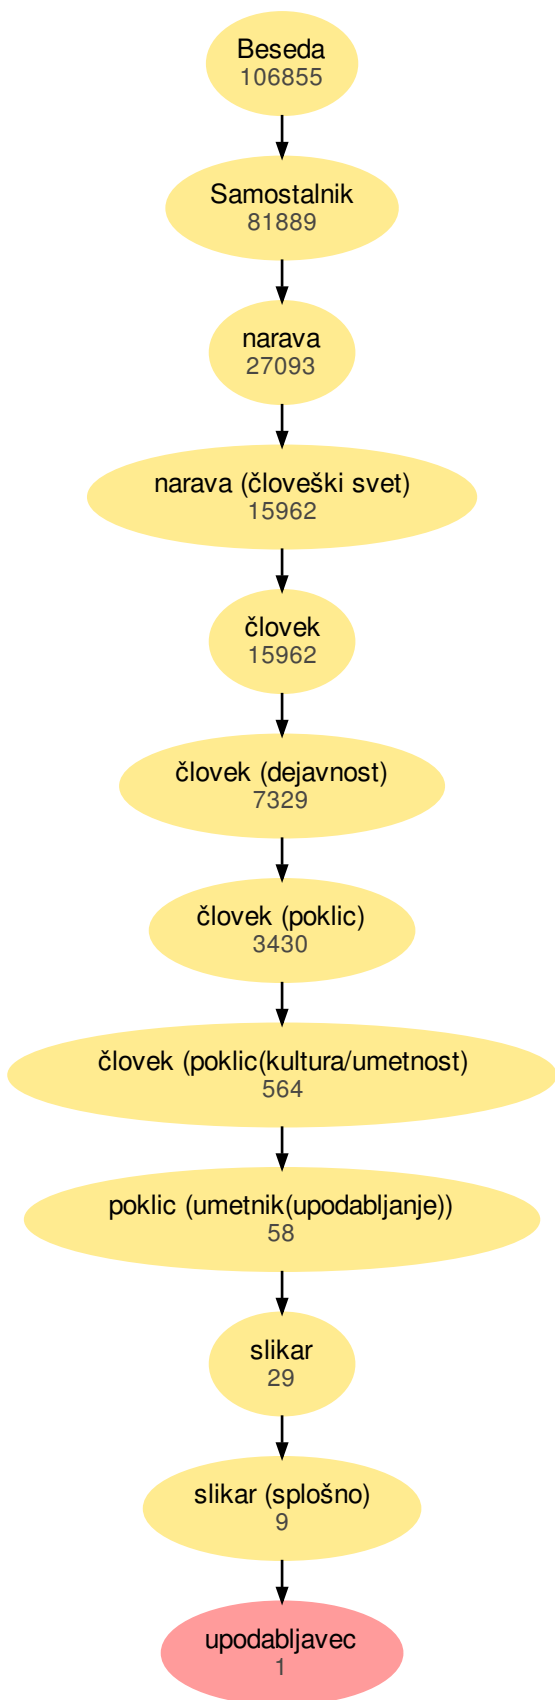 Beseda
106855
Samostalnik
81889
narava
27093
narava (človeški svet)
15962
človek
15962
človek (dejavnost)
7329
človek (poklic)
3430
človek (poklic(kultura/umetnost)
564
poklic (umetnik(upodabljanje))
58
slikar
29
slikar (splošno)
9
upodabljavec
1